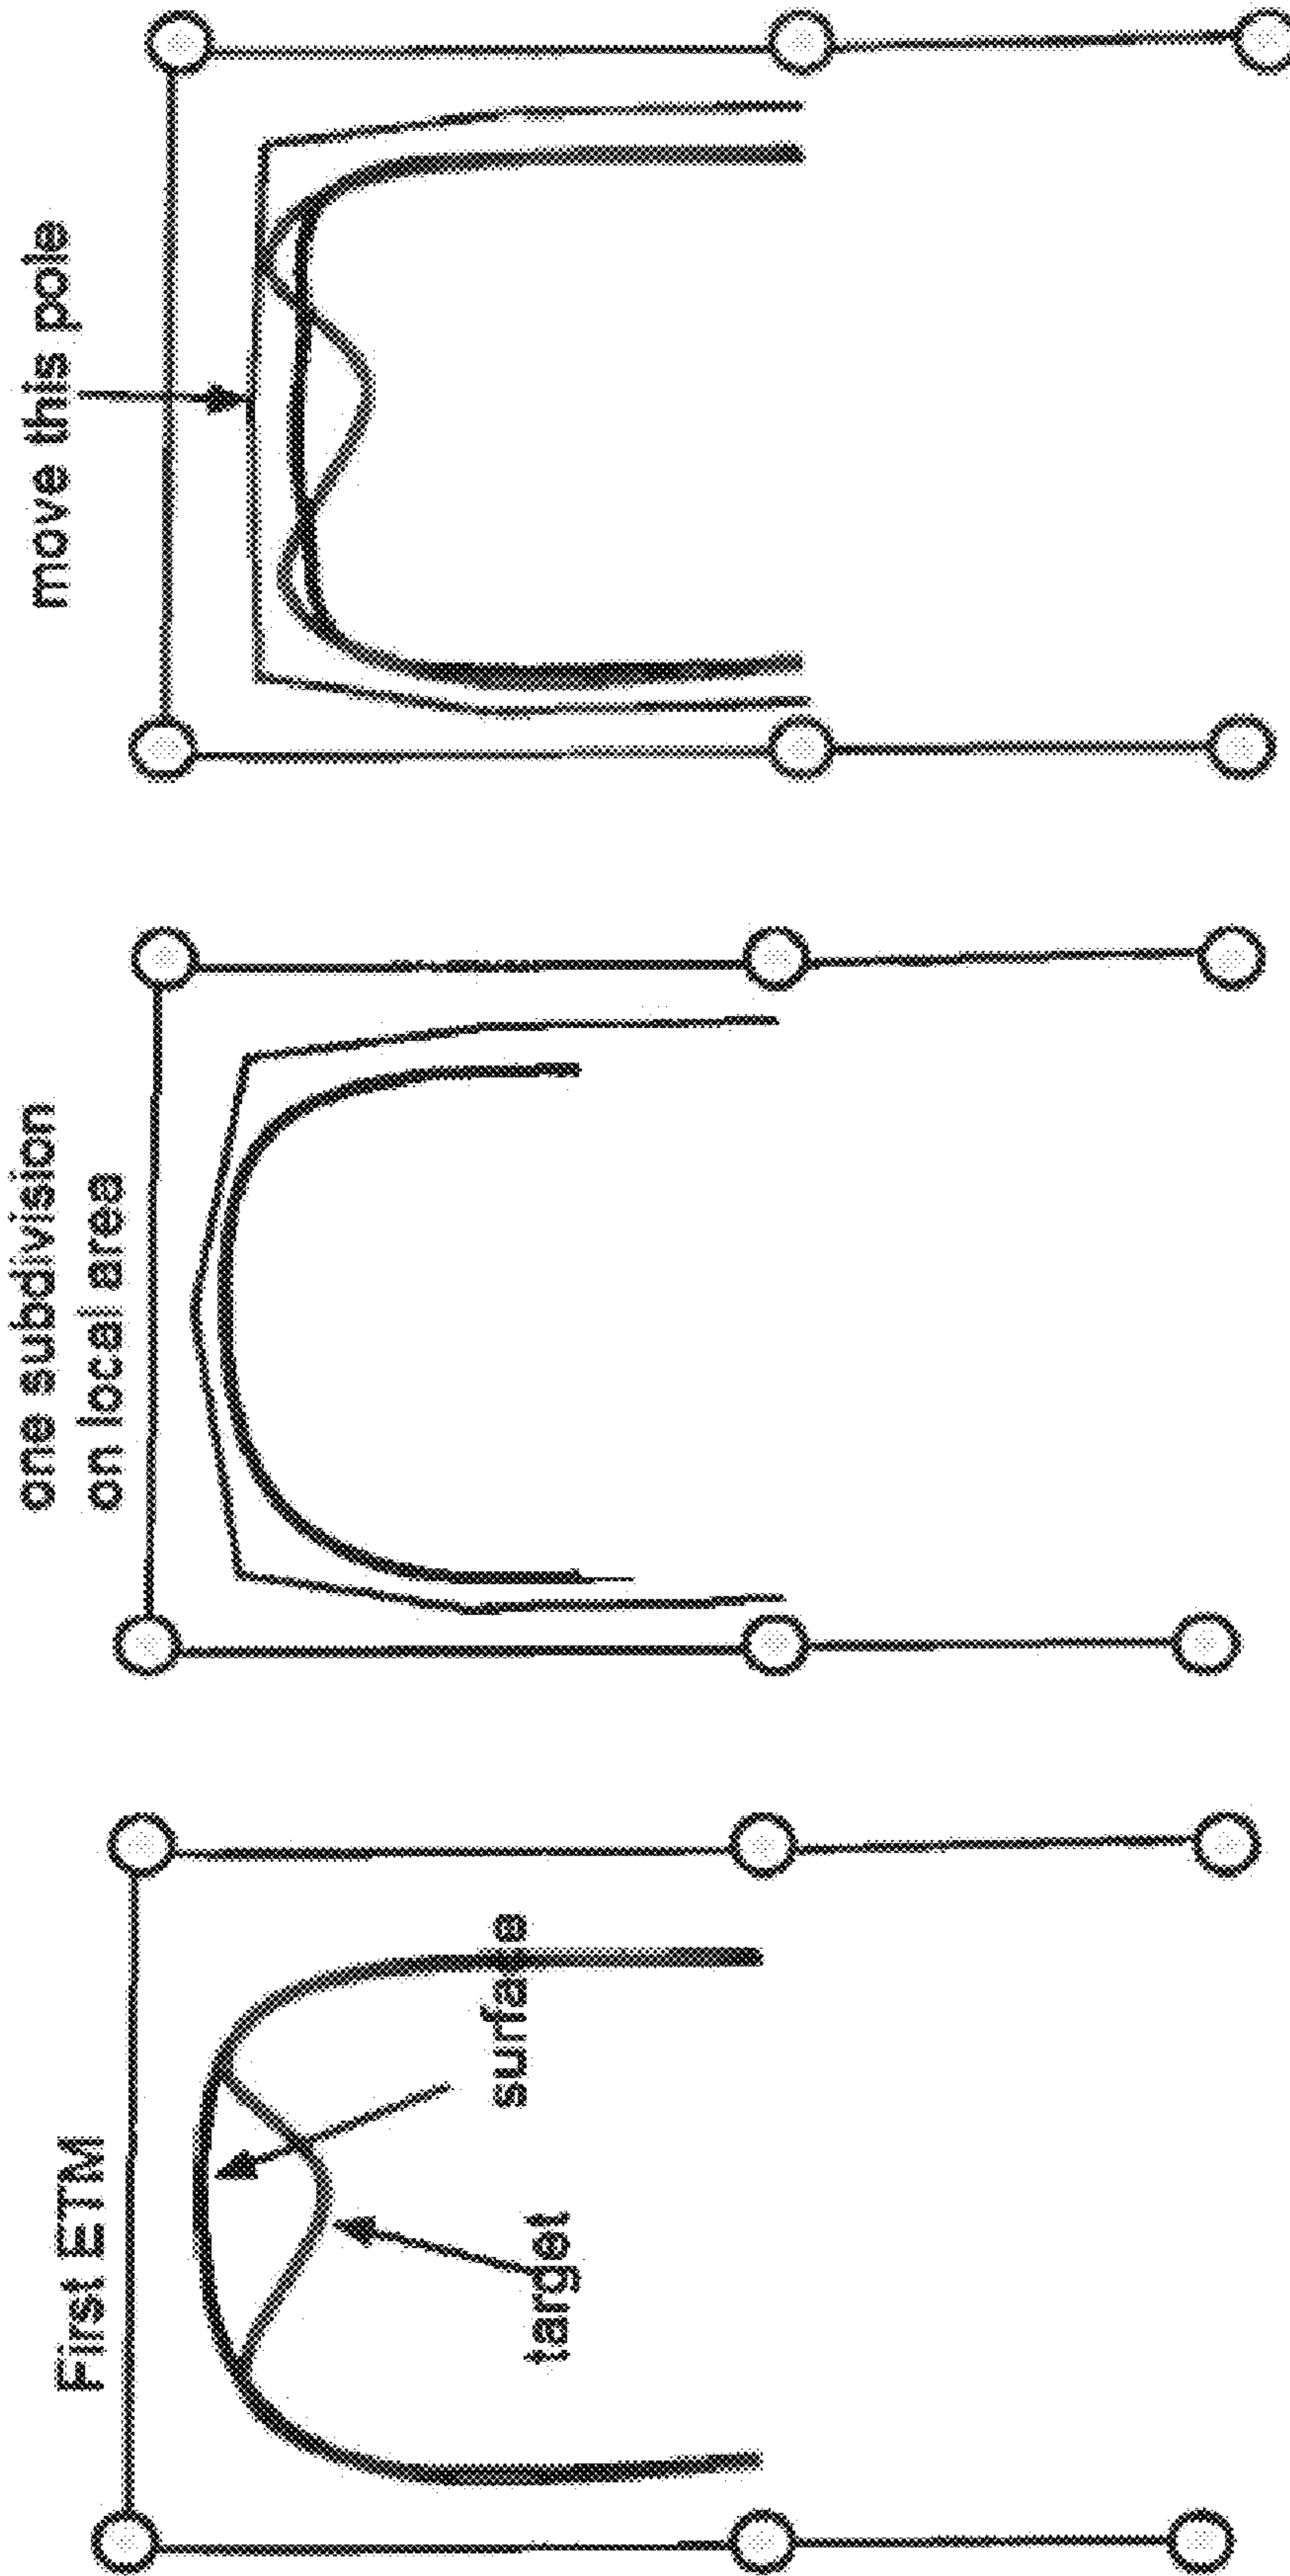 First ETM
surface
target
one subdivision
on local area
move this pole